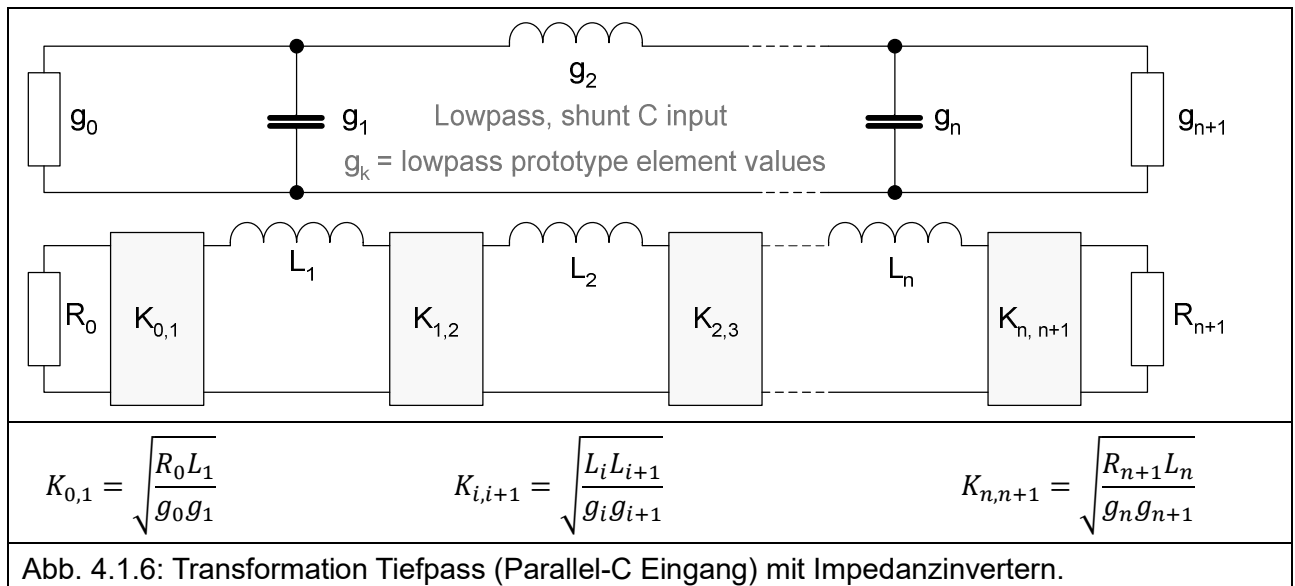 g₂
g₀
g₁
Lowpass, shunt C input
gₙ
gₙ₊₁
gₖ = lowpass prototype element values
L₁
L₂
Lₙ
R₀
K₀,₁
K₁,₂
K₂,₃
Kₙ, ₙ₊₁
Rₙ₊₁
K₀,₁ = √(R₀L₁ / g₀g₁)
Kᵢ,ᵢ₊₁ = √(LᵢLᵢ₊₁ / gᵢgᵢ₊₁)
Kₙ,ₙ₊₁ = √(Rₙ₊₁Lₙ / gₙgₙ₊₁)
Abb. 4.1.6: Transformation Tiefpass (Parallel-C Eingang) mit Impedanzinvertern.